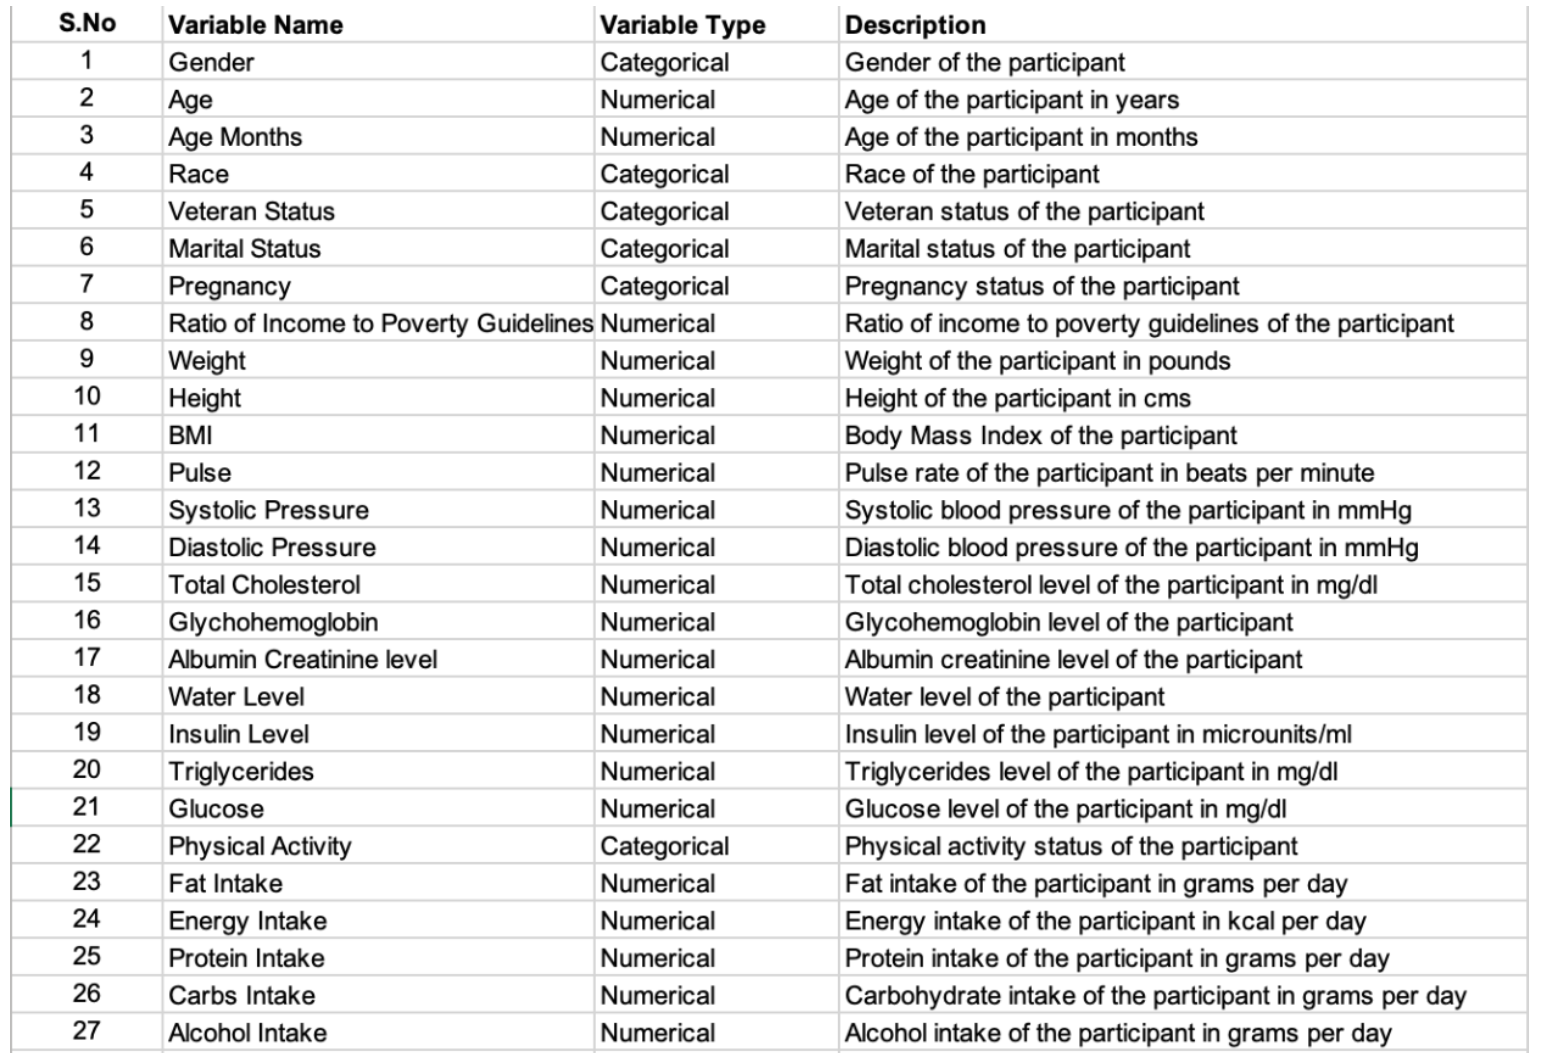 S.No Variable Name Variable Type Description
1 Gender Categorical Gender of the participant
2 Age Numerical Age of the participant in years
3 Age Months Numerical Age of the participant in months
4 Race Categorical Race of the participant
5 Veteran Status Categorical Veteran status of the participant
6 Marital Status Categorical Marital status of the participant
7 Pregnancy Categorical Pregnancy status of the participant
8 Ratio of Income to Poverty Guidelines Numerical Ratio of income to poverty guidelines of the participant
9 Weight Numerical Weight of the participant in pounds
10 Height Numerical Height of the participant in cms
11 BMI Numerical Body Mass Index of the participant
12 Pulse Numerical Pulse rate of the participant in beats per minute
13 Systolic Pressure Numerical Systolic blood pressure of the participant in mmHg
14 Diastolic Pressure Numerical Diastolic blood pressure of the participant in mmHg
15 Total Cholesterol Numerical Total cholesterol level of the participant in mg/dl
16 Glychohemoglobin Numerical Glycohemoglobin level of the participant
17 Albumin Creatinine level Numerical Albumin creatinine level of the participant
18 Water Level Numerical Water level of the participant
19 Insulin Level Numerical Insulin level of the participant in microunits/ml
20 Triglycerides Numerical Triglycerides level of the participant in mg/dl
21 Glucose Numerical Glucose level of the participant in mg/dl
22 Physical Activity Categorical Physical activity status of the participant
23 Fat Intake Numerical Fat intake of the participant in grams per day
24 Energy Intake Numerical Energy intake of the participant in kcal per day
25 Protein Intake Numerical Protein intake of the participant in grams per day
26 Carbs Intake Numerical Carbohydrate intake of the participant in grams per day
27 Alcohol Intake Numerical Alcohol intake of the participant in grams per day